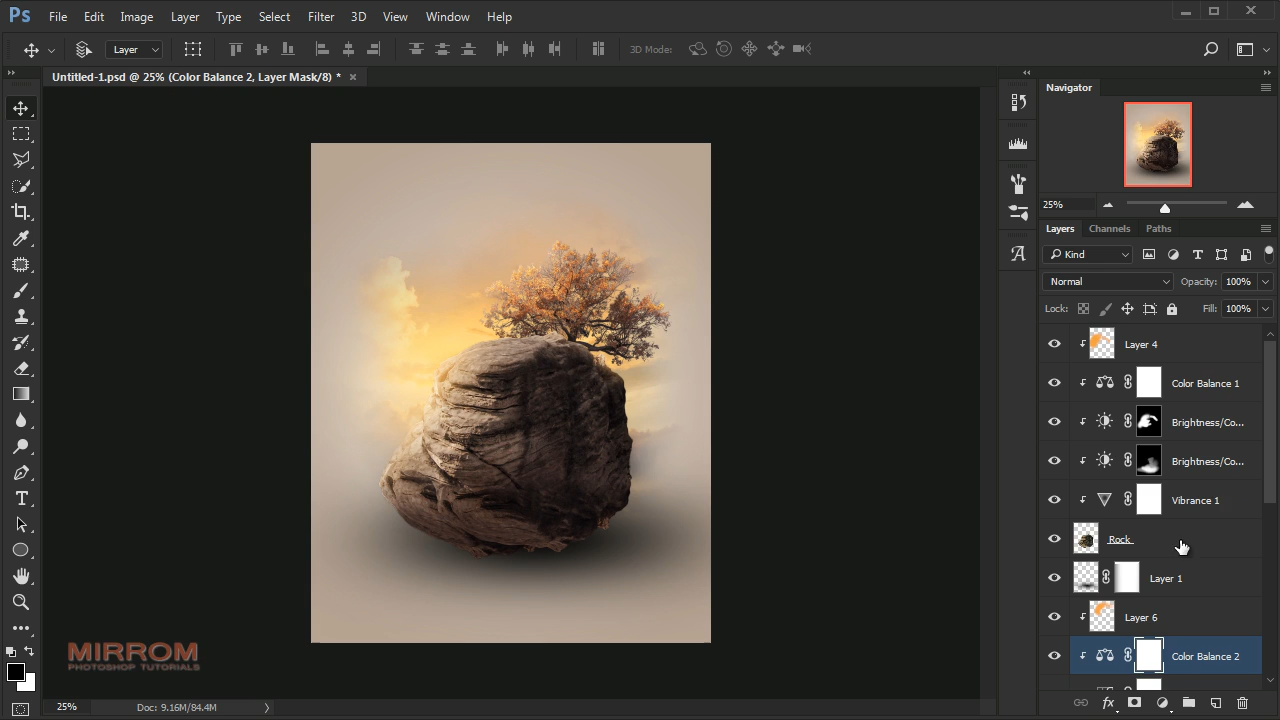 Ps File Edit Image Layer Type Select Filter 3D View Window Help
Layer 3D Mode:
Untitled-1.psd @ 25% (Color Balance 2, Layer Mask/8) * ×
Navigator
25%
Layers Channels Paths
Kind
Normal Opacity: 100%
Lock: Fill: 100%
Layer 4
Color Balance 1
Brightness/Co...
Brightness/Co...
Vibrance 1
Rock
Layer 1
Layer 6
Color Balance 2
MIRROM
PHOTOSHOP TUTORIALS
25% Doc: 9.16M/84.4M